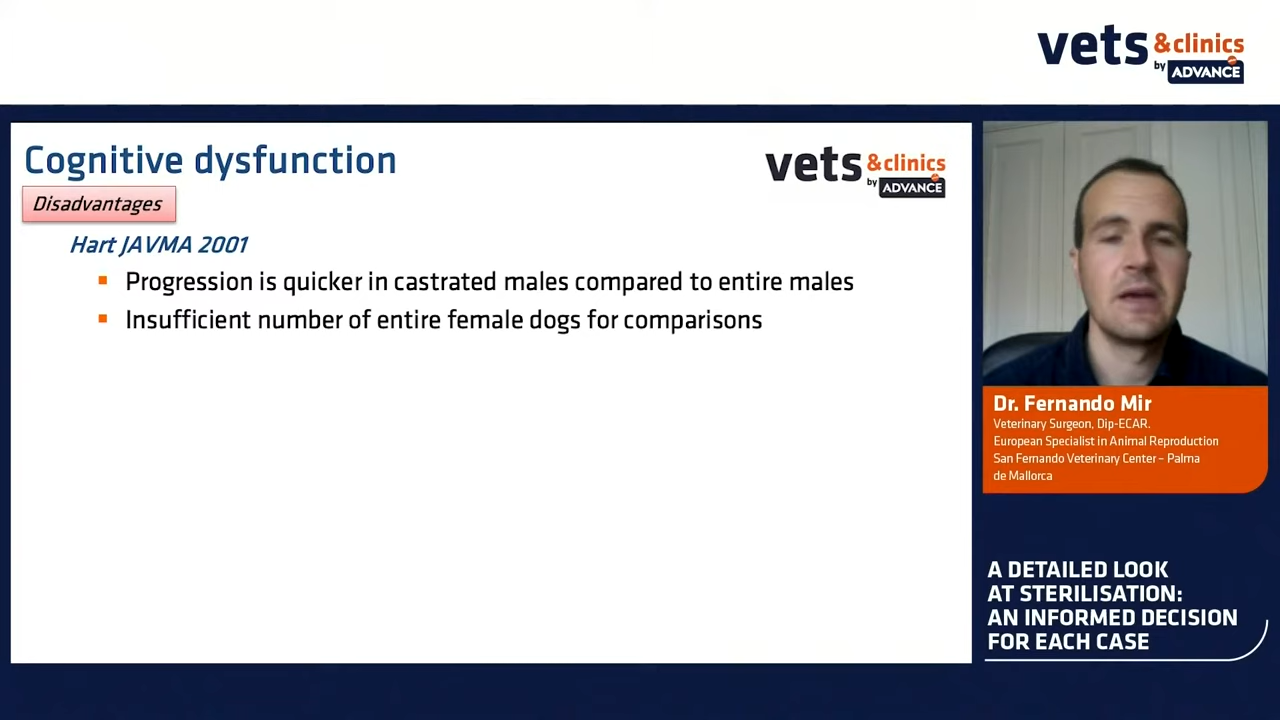 vets &clinics
by ADVANCE
Cognitive dysfunction
vets &clinics
by ADVANCE
Disadvantages
Hart JAVMA 2001
Progression is quicker in castrated males compared to entire males
Insufficient number of entire female dogs for comparisons
Dr. Fernando Mir
Veterinary Surgeon, Dip-ECAR.
European Specialist in Animal Reproduction
San Fernando Veterinary Center – Palma
de Mallorca
A DETAILED LOOK
AT STERILISATION:
AN INFORMED DECISION
FOR EACH CASE